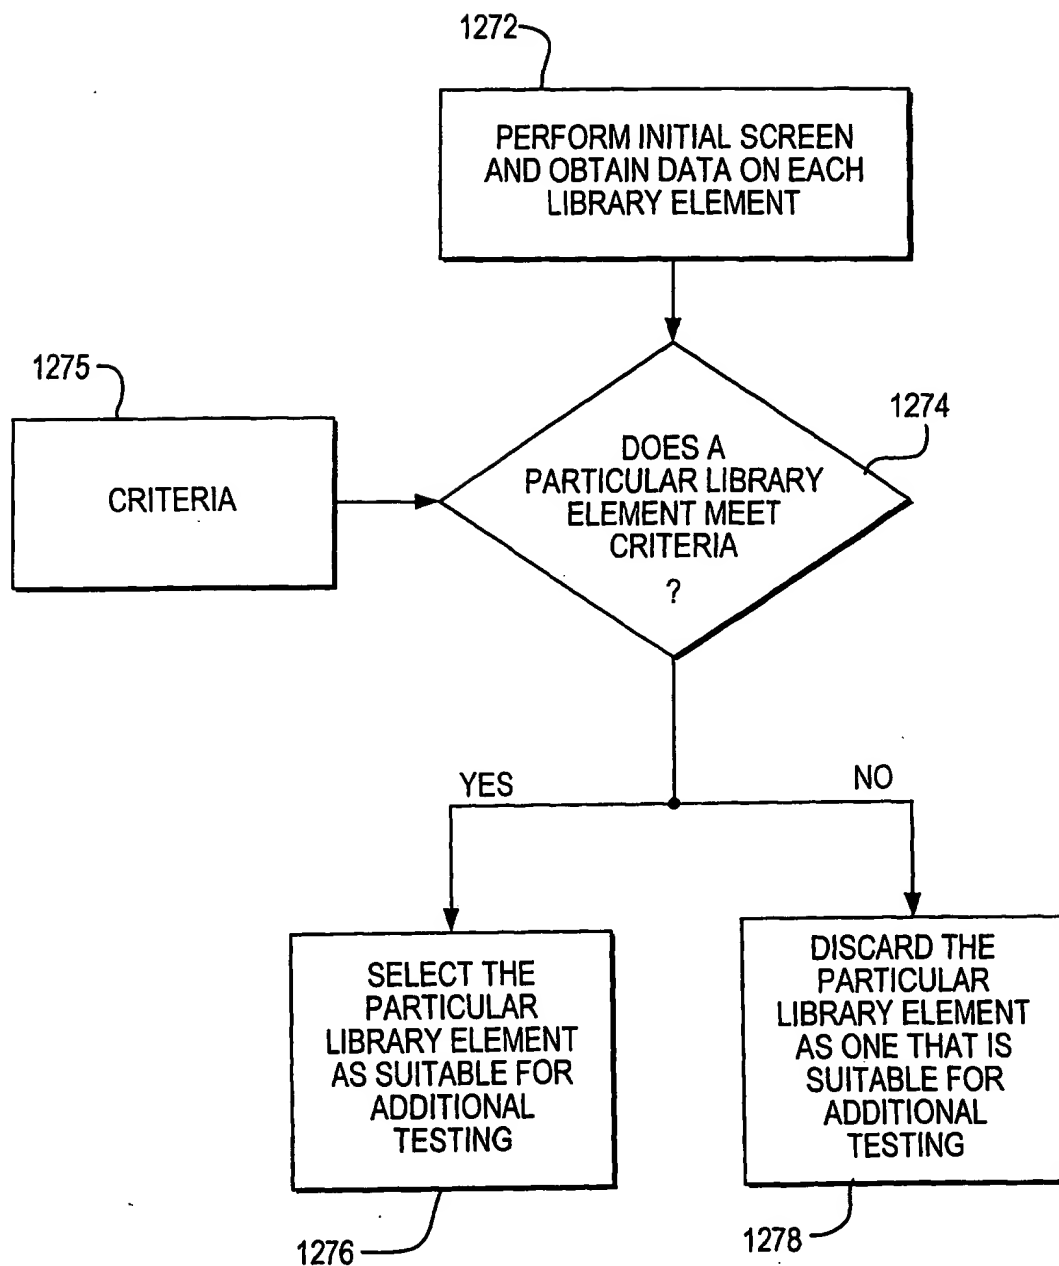 1272
PERFORM INITIAL SCREEN
AND OBTAIN DATA ON EACH
LIBRARY ELEMENT
1275
CRITERIA
1274
DOES A
PARTICULAR LIBRARY
ELEMENT MEET
CRITERIA
?
YES
NO
SELECT THE
PARTICULAR
LIBRARY ELEMENT
AS SUITABLE FOR
ADDITIONAL
TESTING
1276
DISCARD THE
PARTICULAR
LIBRARY ELEMENT
AS ONE THAT IS
SUITABLE FOR
ADDITIONAL
TESTING
1278